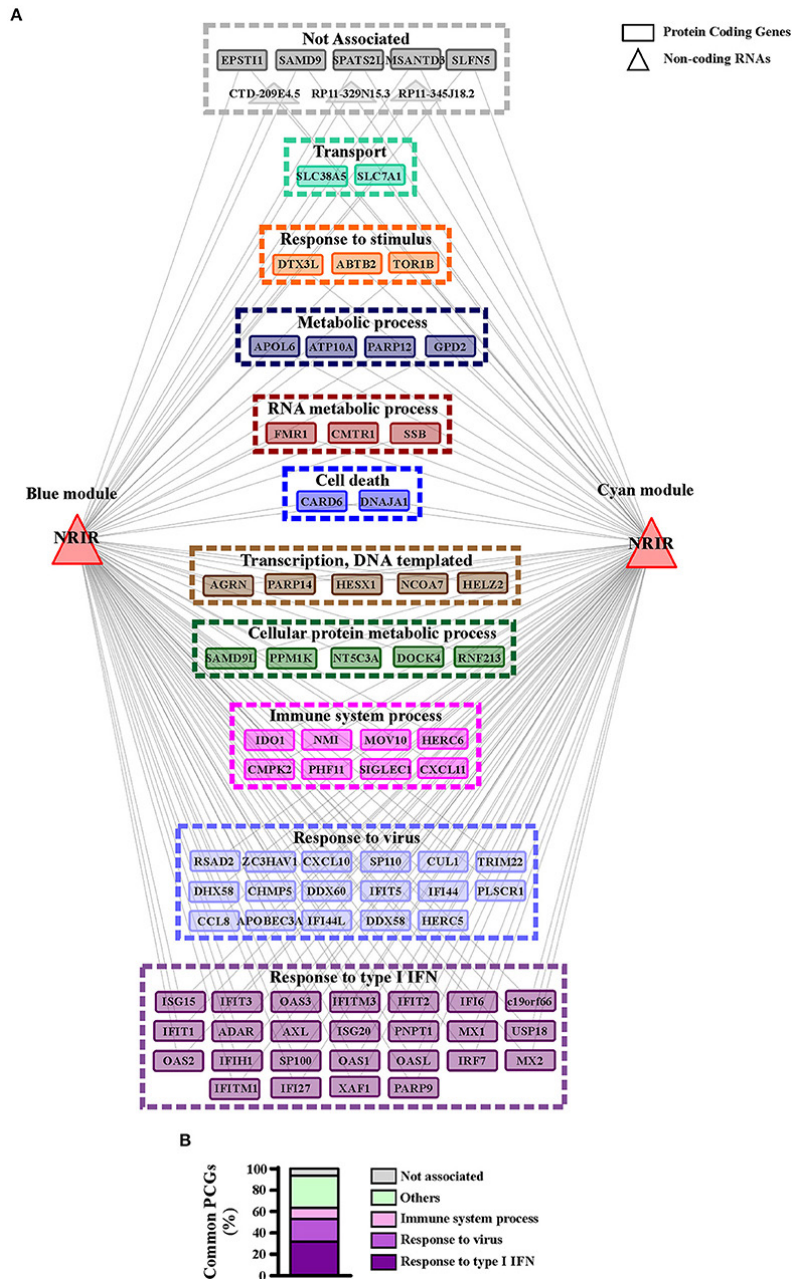 A
Not Associated
EPSTI1 SAMD9 SPATS2L MSANTD3 SLFN5
CTD-209E4.5 RP11-329N15.3 RP11-345J18.2
Protein Coding Genes
Non-coding RNAs
Transport
SLC38A5 SLC7A1
Response to stimulus
DTX3L ABTB2 TOR1B
Metabolic process
APOL6 ATP10A PARP12 GPD2
RNA metabolic process
FMR1 CMTR1 SSB
Cell death
CARD6 DNAJA1
Blue module
NRIR
Cyan module
NRIR
Transcription, DNA templated
AGRN PARP14 HESX1 NCOA7 HELZ2
Cellular protein metabolic process
SAMD9L PPM1K NT5C3A DOCK4 RNF213
Immune system process
IDO1 NMI MOV10 HERC6
CMPK2 PHF11 SIGLEC1 CXCL11
Response to virus
RSAD2 ZC3HAV1 CXCL10 SP110 CUL1 TRIM22
DHX58 CHMP5 DDX60 IFIT5 IFI44 PLSCR1
CCL8 APOBEC3A IFI44L DDX58 HERC5
Response to type I IFN
ISG15 IFIT3 OAS3 IFITM3 IFIT2 IFI6 c19orf66
IFIT1 ADAR AXL ISG20 PNPT1 MX1 USP18
OAS2 IFIH1 SP100 OAS1 OASL IRF7 MX2
IFITM1 IFI27 XAF1 PARP9
B
Common PCGs
(%)
100
80
60
40
20
0
Not associated
Others
Immune system process
Response to virus
Response to type I IFN